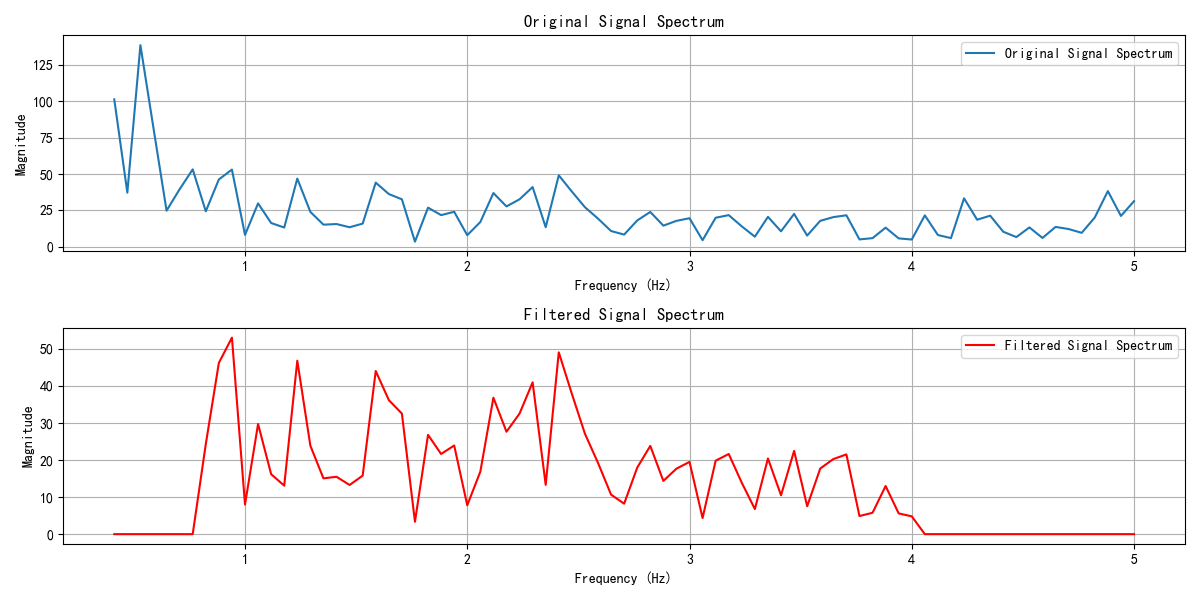 Original Signal Spectrum
Original Signal Spectrum
125
100
75
50
25
0
Magnitude
1 2 3 4 5
Frequency (Hz)
Filtered Signal Spectrum
Filtered Signal Spectrum
50
40
30
20
10
0
Magnitude
1 2 3 4 5
Frequency (Hz)